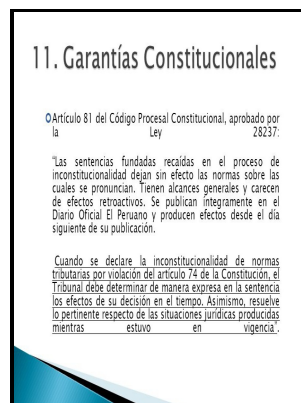 11. Garantías Constitucionales
Artículo 81 del Código Procesal Constitucional, aprobado por
la Ley 28237:
"Las sentencias fundadas recaídas en el proceso de
inconstitucionalidad dejan sin efecto las normas sobre las
cuales se pronuncian. Tienen alcances generales y carecen
de efectos retroactivos. Se publican íntegramente en el
Diario Oficial El Peruano y producen efectos desde el día
siguiente de su publicación.
Cuando se declare la inconstitucionalidad de normas
tributarias por violación del artículo 74 de la Constitución, el
Tribunal debe determinar de manera expresa en la sentencia
los efectos de su decisión en el tiempo. Asimismo, resuelve
lo pertinente respecto de las situaciones jurídicas producidas
mientras estuvo en vigencia".